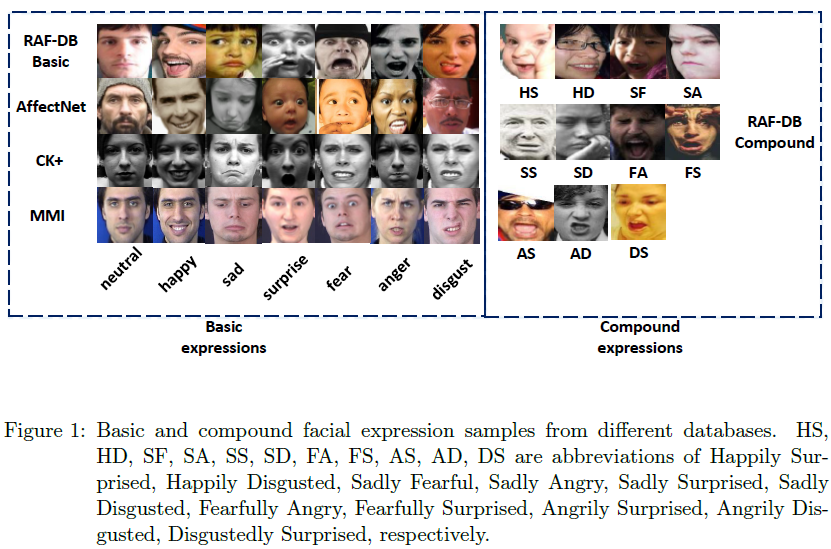 RAF-DB
Basic
AffectNet
CK+
MMI
neutral
happy
sad
surprise
fear
anger
disgust
Basic
expressions
HS
HD
SF
SA
SS
SD
FA
FS
AS
AD
DS
RAF-DB
Compound
Compound
expressions
Figure 1: Basic and compound facial expression samples from different databases. HS,
HD, SF, SA, SS, SD, FA, FS, AS, AD, DS are abbreviations of Happily Sur-
prised, Happily Disgusted, Sadly Fearful, Sadly Angry, Sadly Surprised, Sadly
Disgusted, Fearfully Angry, Fearfully Surprised, Angrily Surprised, Angrily Dis-
gusted, Disgustedly Surprised, respectively.